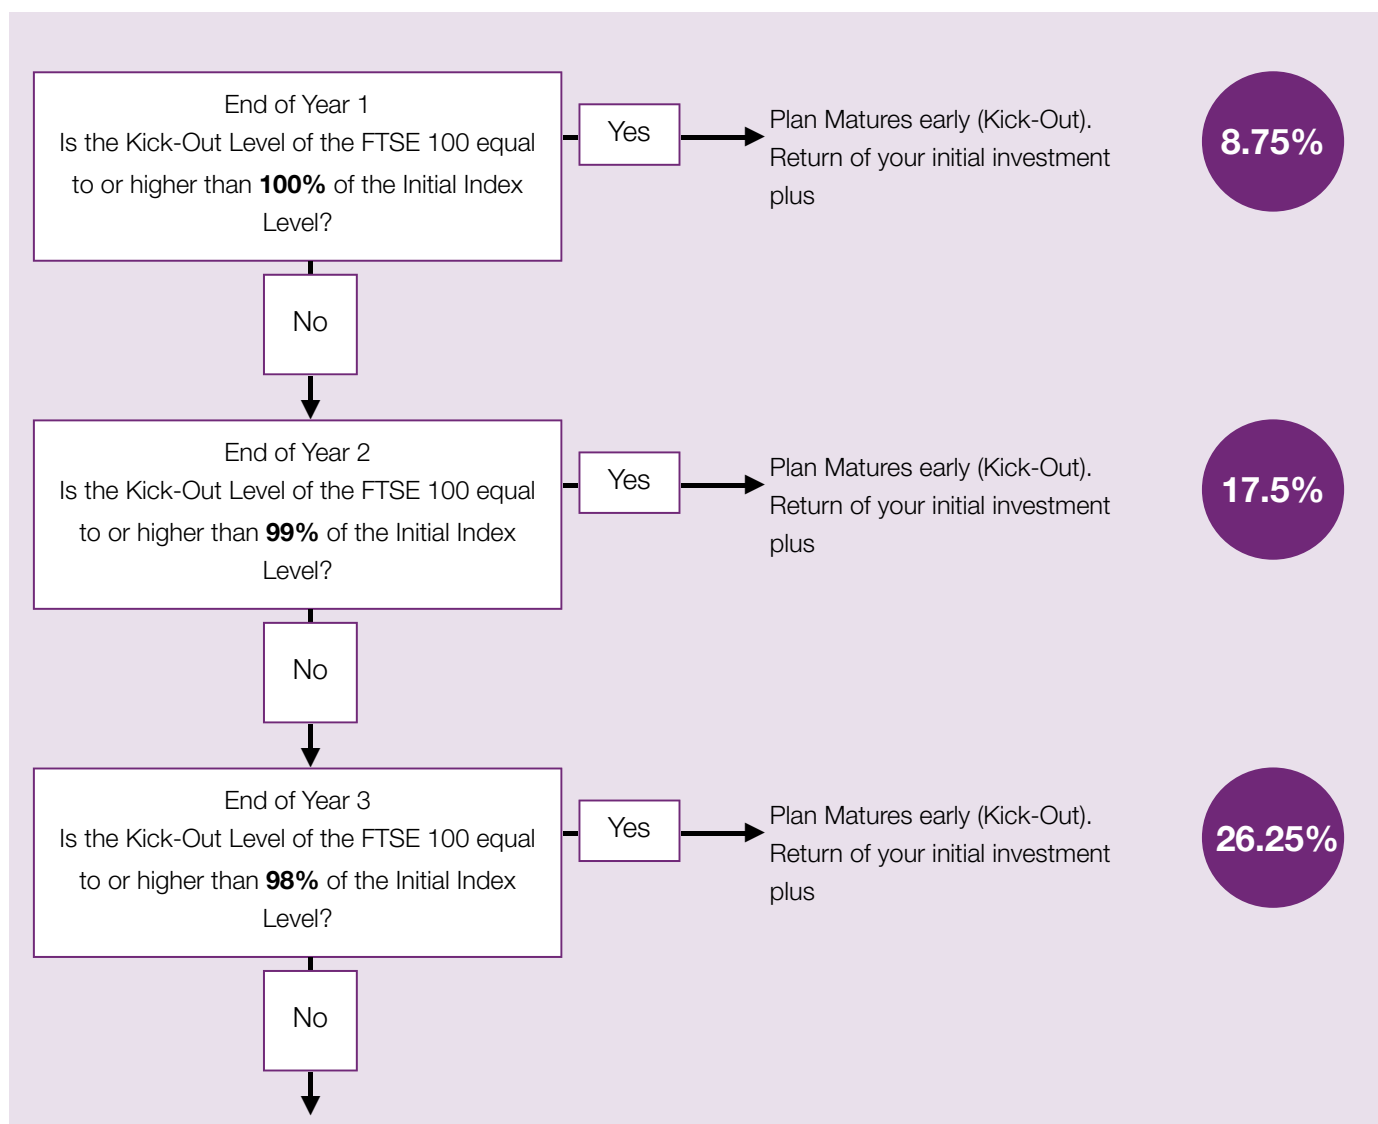 End of Year 1
Is the Kick-Out Level of the FTSE 100 equal
to or higher than 100% of the Initial Index
Level?
Yes
Plan Matures early (Kick-Out).
Return of your initial investment
plus
8.75%
No
End of Year 2
Is the Kick-Out Level of the FTSE 100 equal
to or higher than 99% of the Initial Index
Level?
Yes
Plan Matures early (Kick-Out).
Return of your initial investment
plus
17.5%
No
End of Year 3
Is the Kick-Out Level of the FTSE 100 equal
to or higher than 98% of the Initial Index
Level?
Yes
Plan Matures early (Kick-Out).
Return of your initial investment
plus
26.25%
No